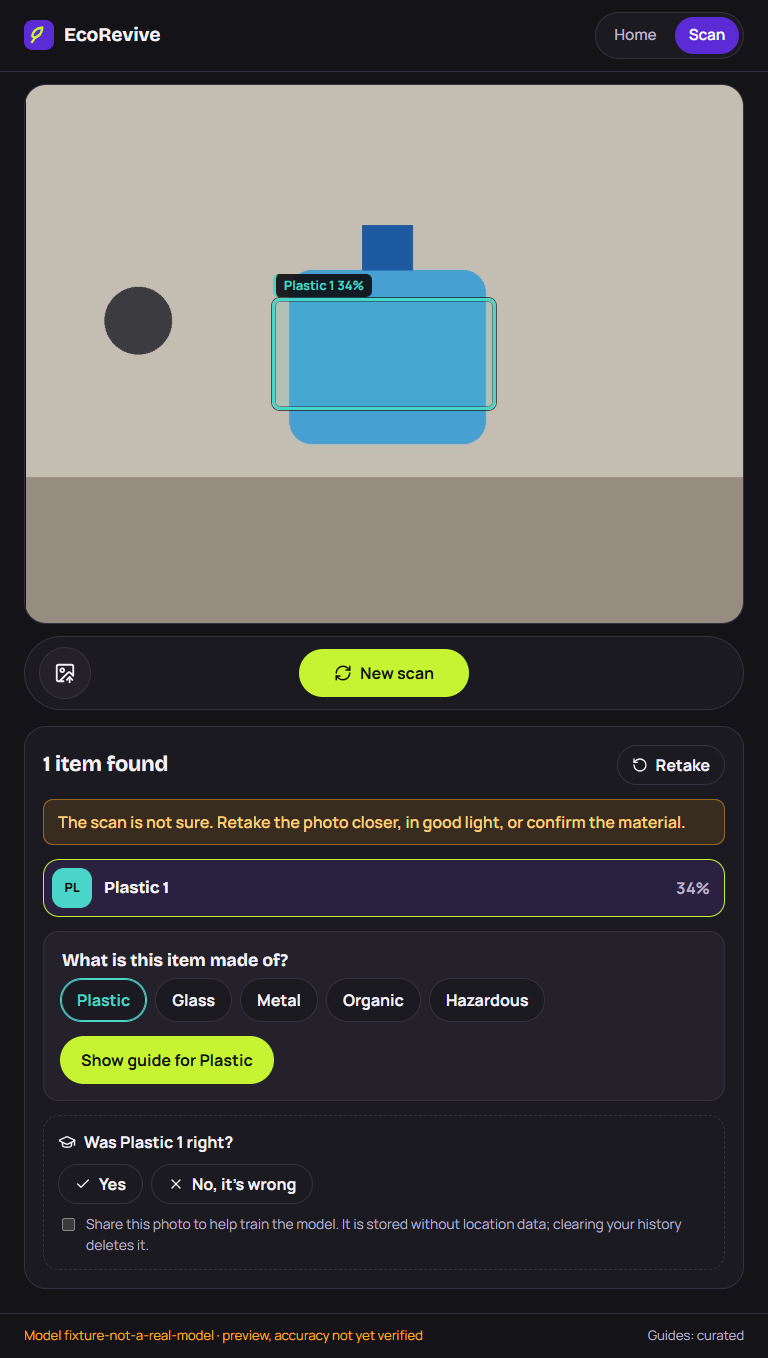 EcoRevive
Home
Scan
Plastic 1 34%
New scan
1 item found
Retake
The scan is not sure. Retake the photo closer, in good light, or confirm the material.
PL
Plastic 1
34%
What is this item made of?
Plastic
Glass
Metal
Organic
Hazardous
Show guide for Plastic
Was Plastic 1 right?
Yes
No, it's wrong
Share this photo to help train the model. It is stored without location data; clearing your history
deletes it.
Model fixture-not-a-real-model · preview, accuracy not yet verified
Guides: curated